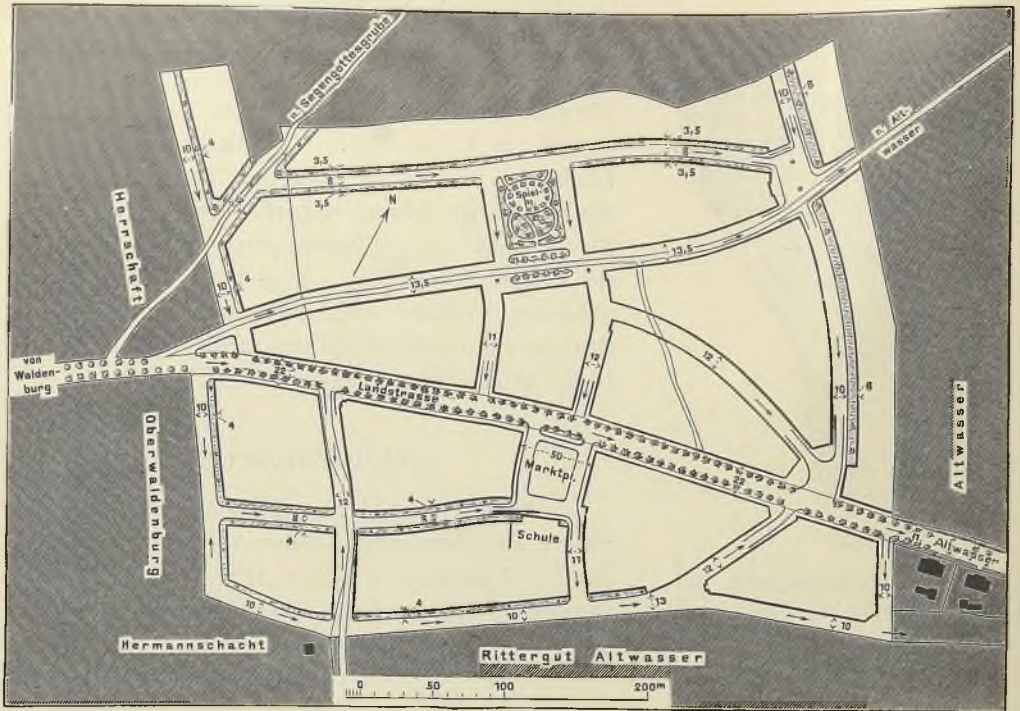 n. Segengottesgrube
n. Alt-
wasser
10
4
3,5
8
3,5
3,5
8
3,5
10
8
Spiel-
pl.
N
Herrschaft
10
4
13,5
13,5
von
Walden-
burg
22
Landstrasse
11
12
12
10
8
Altwasser
Oberwaldenburg
10
4
50
Marktpl.
22
n. Altwasser
12
4
8
8
4
Schule
11
12
10
10
4
10
13
10
Hermannschacht
Rittergut Altwasser
0 50 100 200m